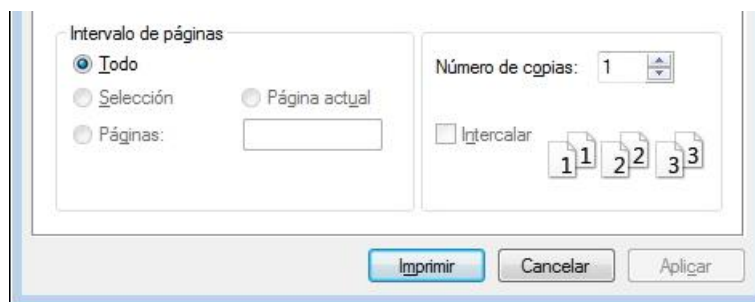 Intervalo de páginas
Todo
Selección
Página actual
Páginas:
Número de copias: 1
Intercalar
1 1 2 2 3 3
Imprimir Cancelar Aplicar